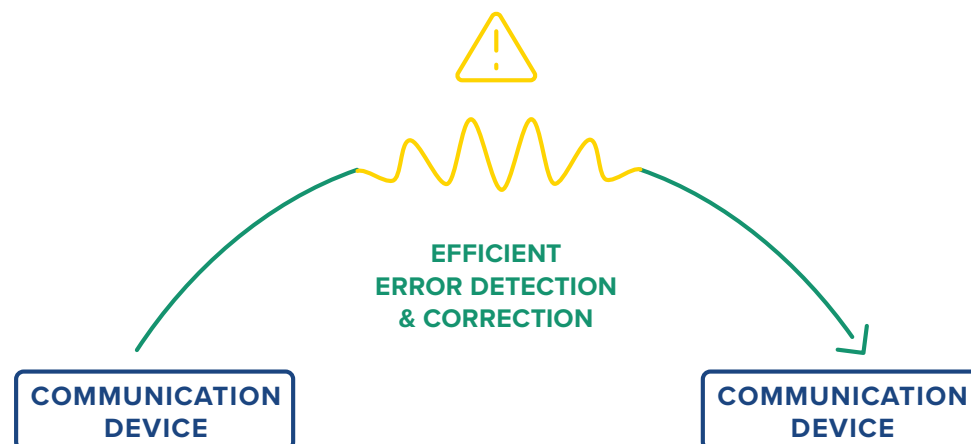 EFFICIENT
ERROR DETECTION
& CORRECTION
COMMUNICATION
DEVICE
COMMUNICATION
DEVICE